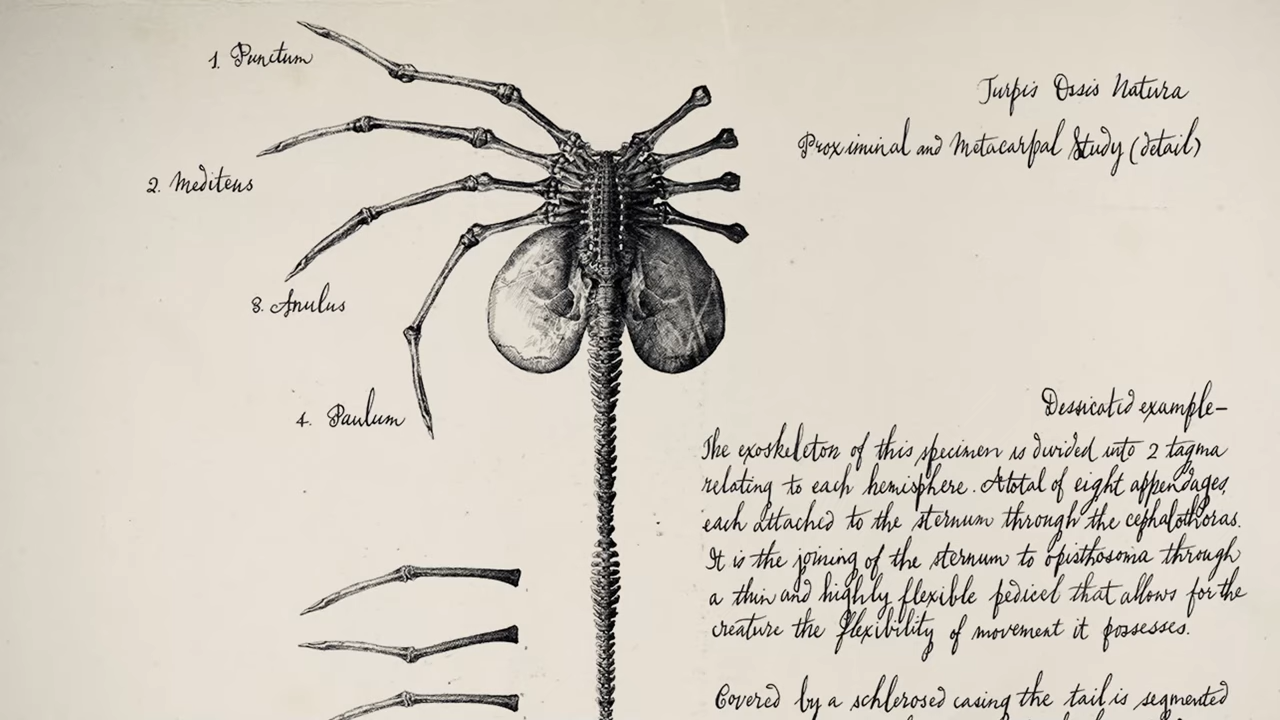 1. Punctum
Turpis Ossis Natura
Proximinal and Metacarpal Study (detail)
2. Mediteus
3. Anulus
4. Paulum
Dessicated example-
The exoskeleton of this specimen is divided into 2 tagma
relating to each hemisphere. A total of eight appendages,
each attached to the sternum through the cephalothoras.
It is the joining of the sternum to opisthosoma through
a thin and highly flexible pedicel that allows for the
creature the flexibility of movement it possesses.
Covered by a schlerosed casing the tail is segmented